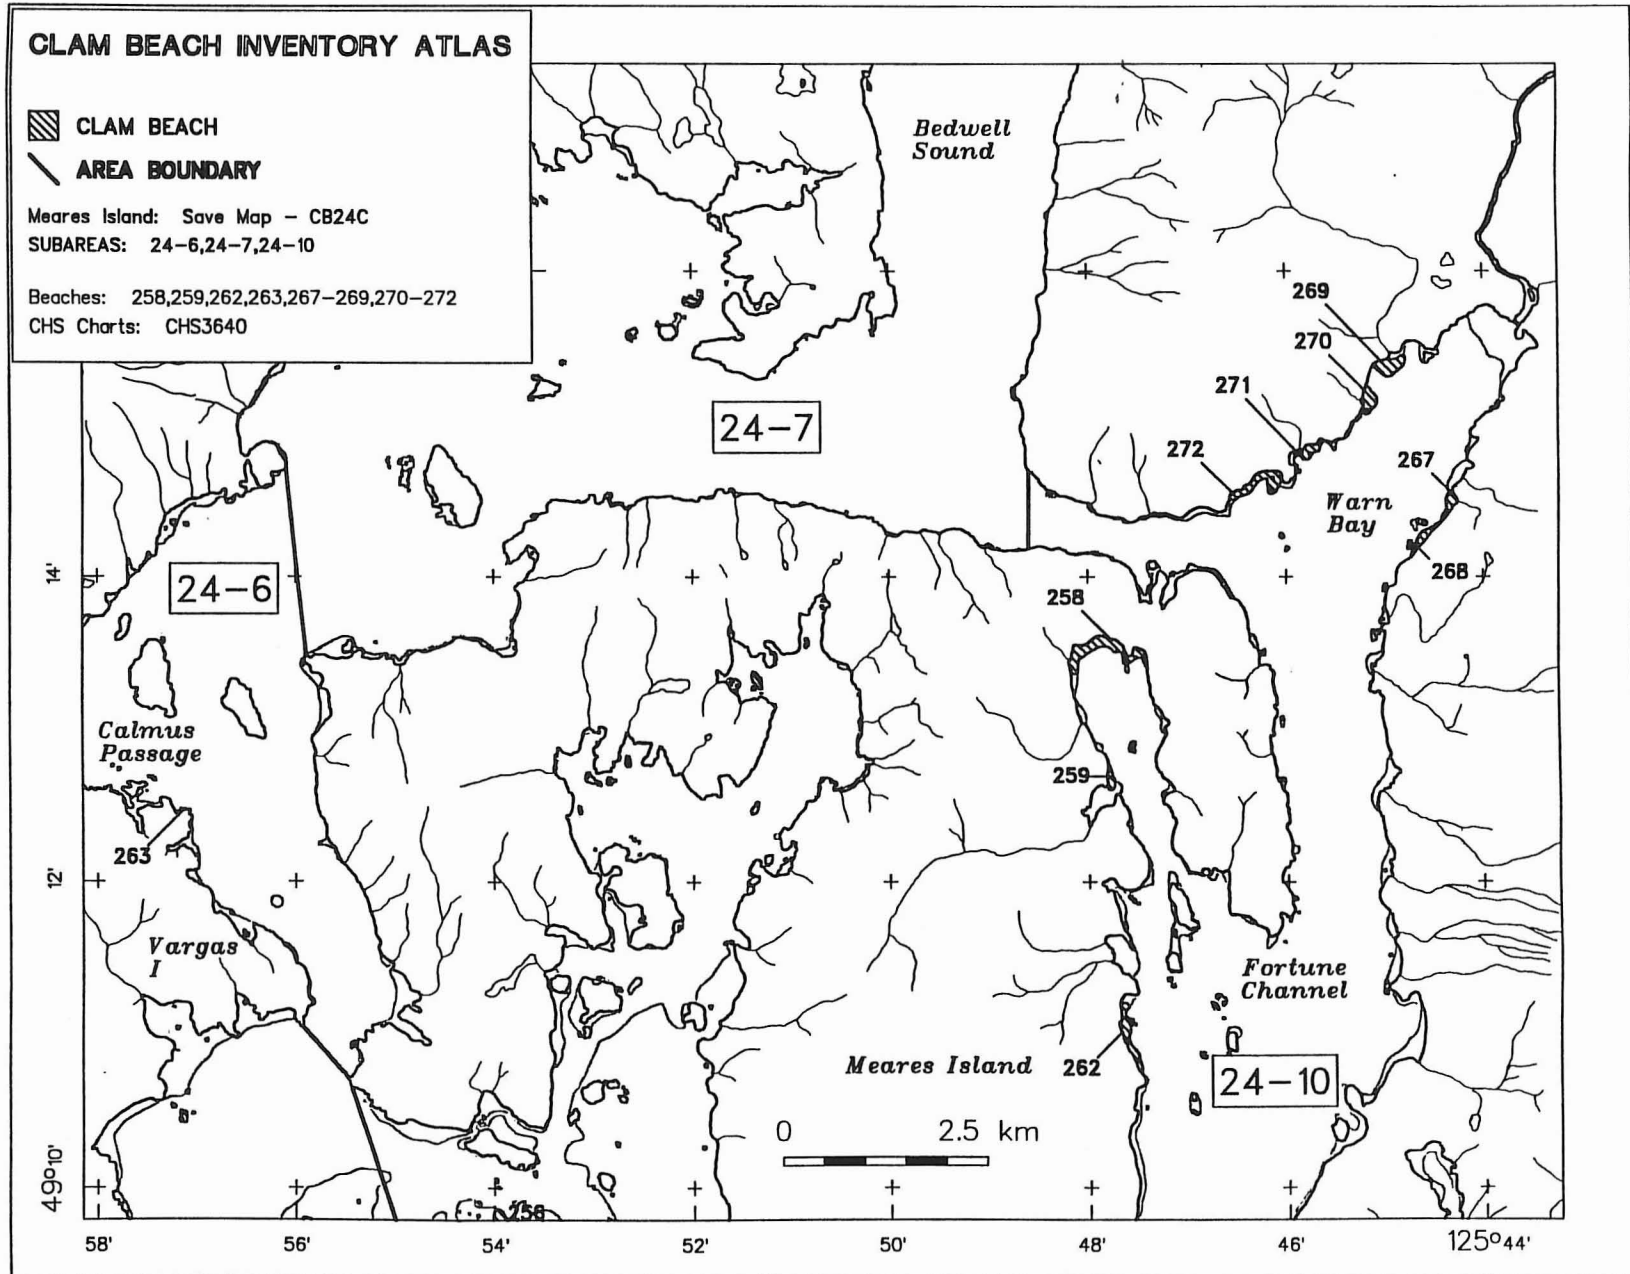 CLAM BEACH INVENTORY ATLAS
CLAM BEACH
AREA BOUNDARY
Meares Island: Save Map - CB24C
SUBAREAS: 24-6,24-7,24-10
Beaches: 258,259,262,263,267-269,270-272
CHS Charts: CHS3640
Bedwell
Sound
269
270
24-7
271
272
267
Warn
Bay
14'
24-6
268
258
Calmus
Passage
259
263
12'
Vargas
I
Fortune
Channel
Meares Island
262
24-10
0 2.5 km
49°10'
256
58' 56' 54' 52' 50' 48' 46' 125°44'